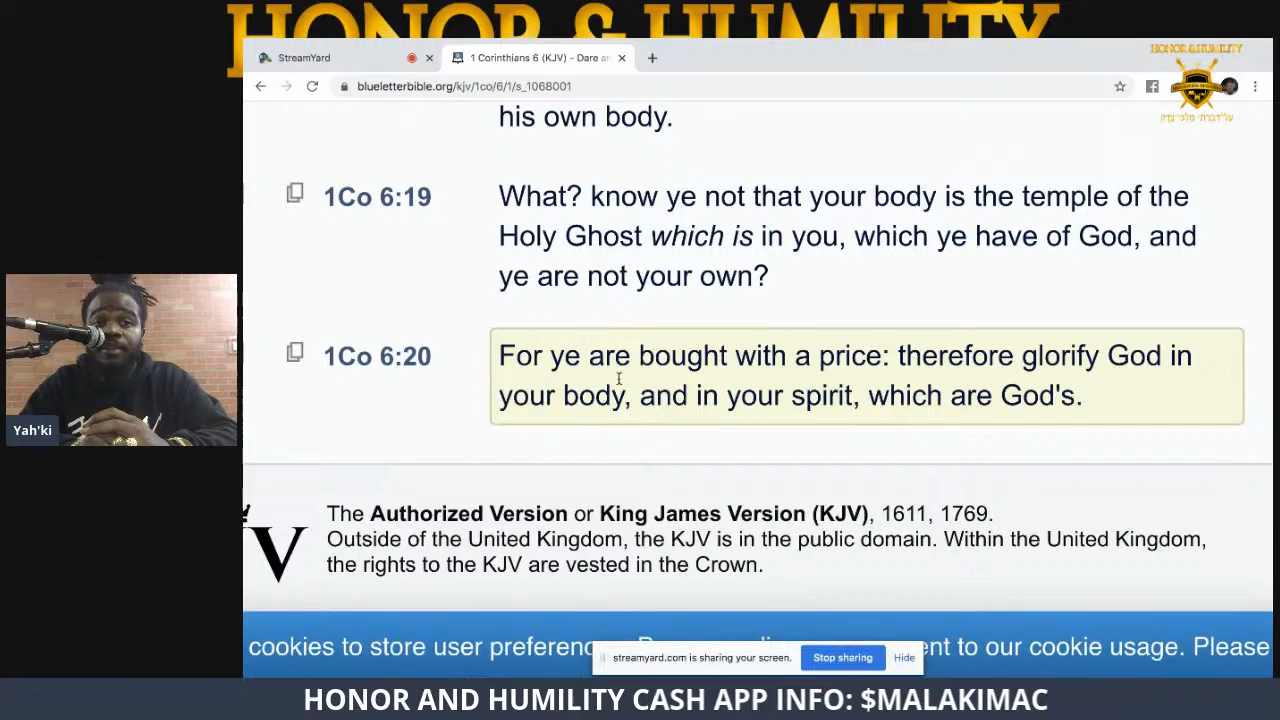 HONOR & HUMILITY
StreamYard
1 Corinthians 6 (KJV) – Dare an
HONOR & HUMILITY
blueletterbible.org/kjv/1co/6/1/s_1068001
על־דברתי מלכי־צדק
his own body.
1Co 6:19
What? know ye not that your body is the temple of the
Holy Ghost which is in you, which ye have of God, and
ye are not your own?
1Co 6:20
For ye are bought with a price: therefore glorify God in
your body, and in your spirit, which are God's.
Yah'ki
V
The Authorized Version or King James Version (KJV), 1611, 1769.
Outside of the United Kingdom, the KJV is in the public domain. Within the United Kingdom,
the rights to the KJV are vested in the Crown.
cookies to store user preferenc
ent to our cookie usage. Please
streamyard.com is sharing your screen.
Stop sharing
Hide
HONOR AND HUMILITY CASH APP INFO: $MALAKIMAC